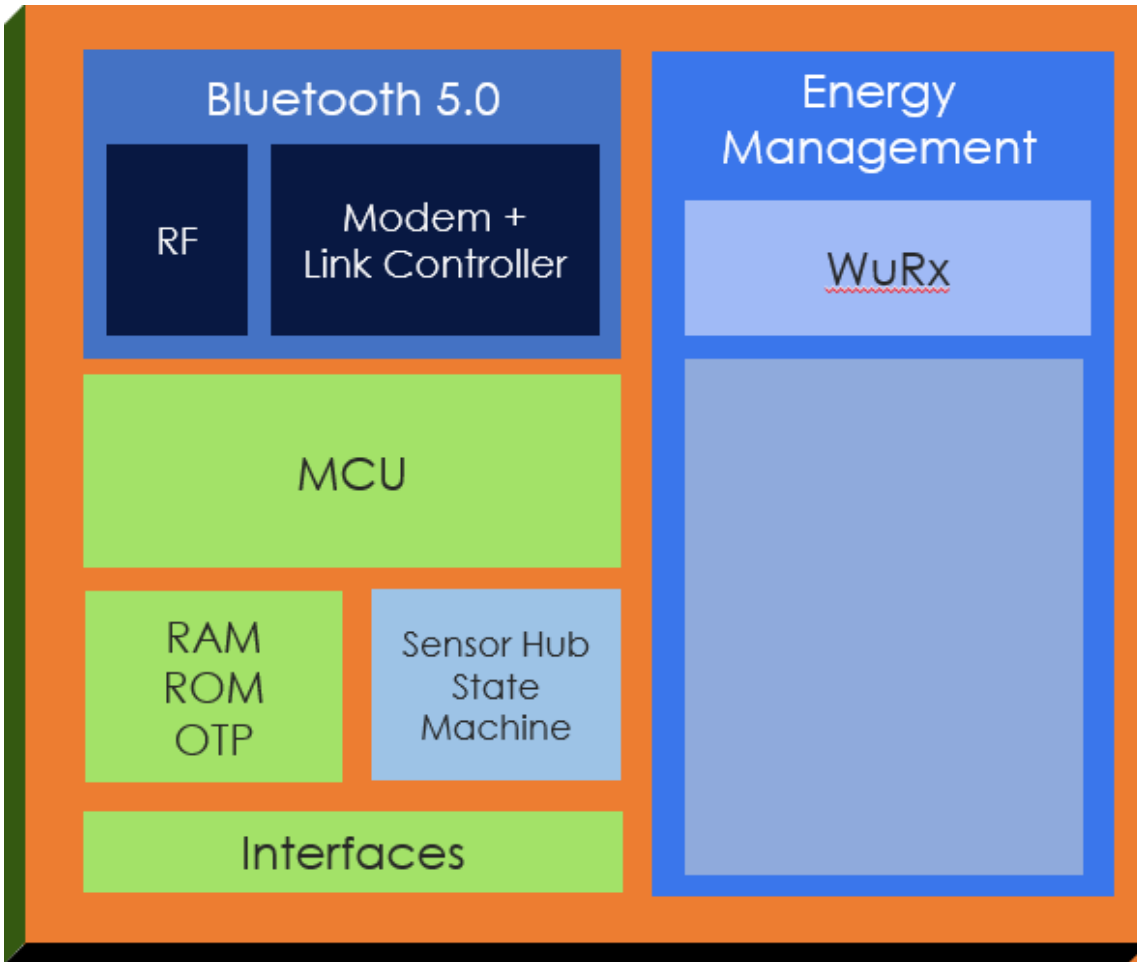 Bluetooth 5.0
RF
Modem +
Link Controller
MCU
RAM
ROM
OTP
Sensor Hub
State
Machine
Interfaces
Energy
Management
WuRx